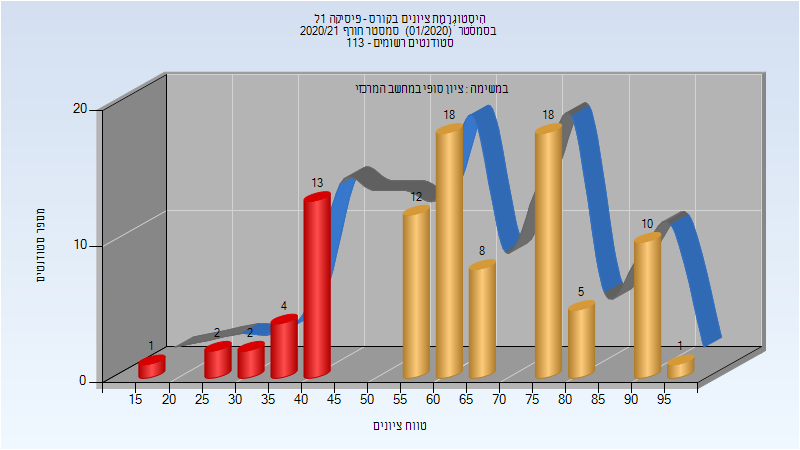 היסטוגרמת ציונים בקורס - פיסיקה 1ל
בסמסטר (01/2020) סמסטר חורף 2020/21
סטודנטים רשומים - 113
במשימה : ציון סופי במחשב המרכזי
מספר סטודנטים
20
10
0
1
2
2
4
13
12
18
8
18
5
10
1
15 20 25 30 35 40 45 50 55 60 65 70 75 80 85 90 95
טווח ציונים